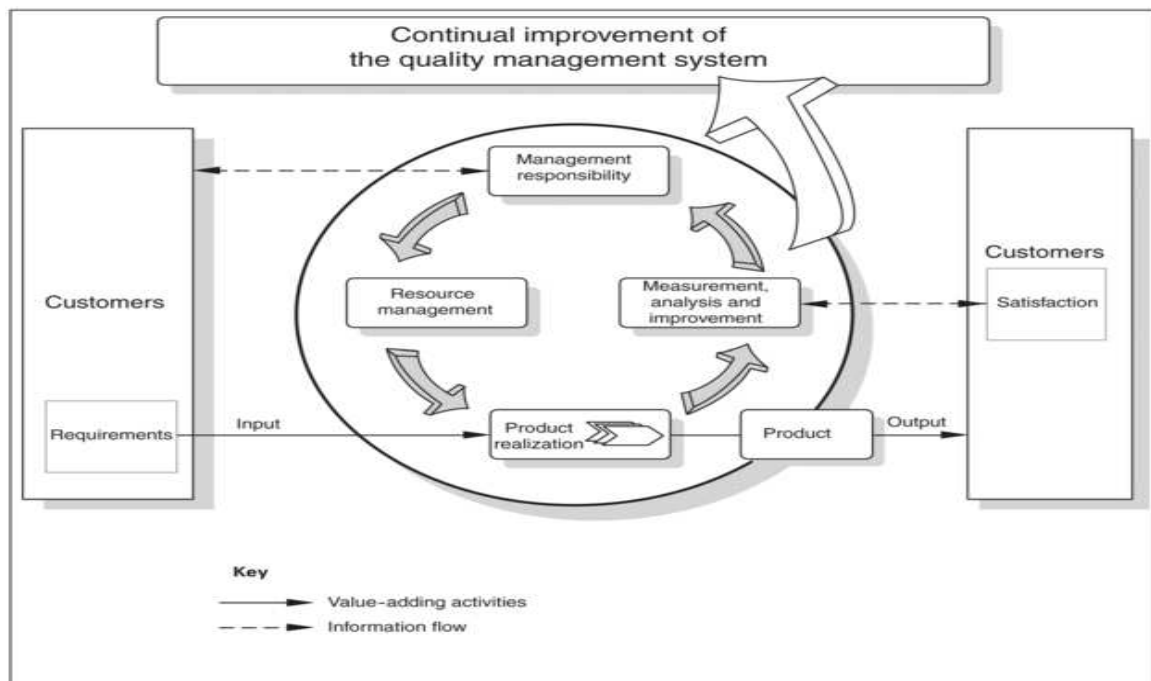 Continual improvement of
the quality management system
Management
responsibility
Customers
Resource
management
Measurement,
analysis and
improvement
Customers
Satisfaction
Requirements
Input
Product
realization
Product
Output
Key
Value-adding activities
Information flow